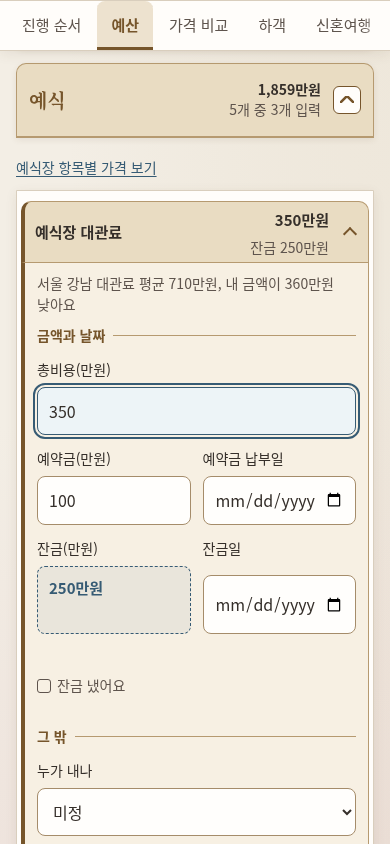 진행 순서 예산 가격 비교 하객 신혼여행
예식
1,859만원
5개 중 3개 입력
예식장 항목별 가격 보기
예식장 대관료
350만원
잔금 250만원
서울 강남 대관료 평균 710만원, 내 금액이 360만원
낮아요
금액과 날짜
총비용(만원)
350
예약금(만원) 예약금 납부일
100 mm/dd/yyyy
잔금(만원) 잔금일
250만원 mm/dd/yyyy
잔금 냈어요
그 밖
누가 내나
미정